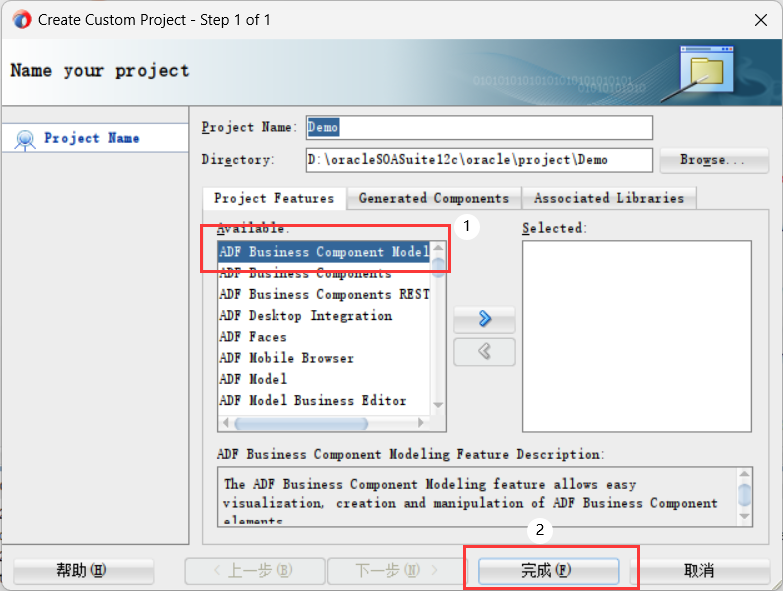 Create Custom Project - Step 1 of 1
Name your project
Project Name
Project Name: Demo
Directory: D:\oracleSOASuite12c\oracle\project\Demo Browse...
Project Features Generated Components Associated Libraries
Available: Selected:
1
ADF Business Component Model
ADF Business Components
ADF Business Components REST
ADF Desktop Integration
ADF Faces
ADF Mobile Browser
ADF Model
ADF Model Business Editor
ADF Business Component Modeling Feature Description:
The ADF Business Component Modeling feature allows easy
visualization, creation and manipulation of ADF Business Component
elements
2
帮助(H) < 上一步(B) 下一步(N) > 完成(F) 取消